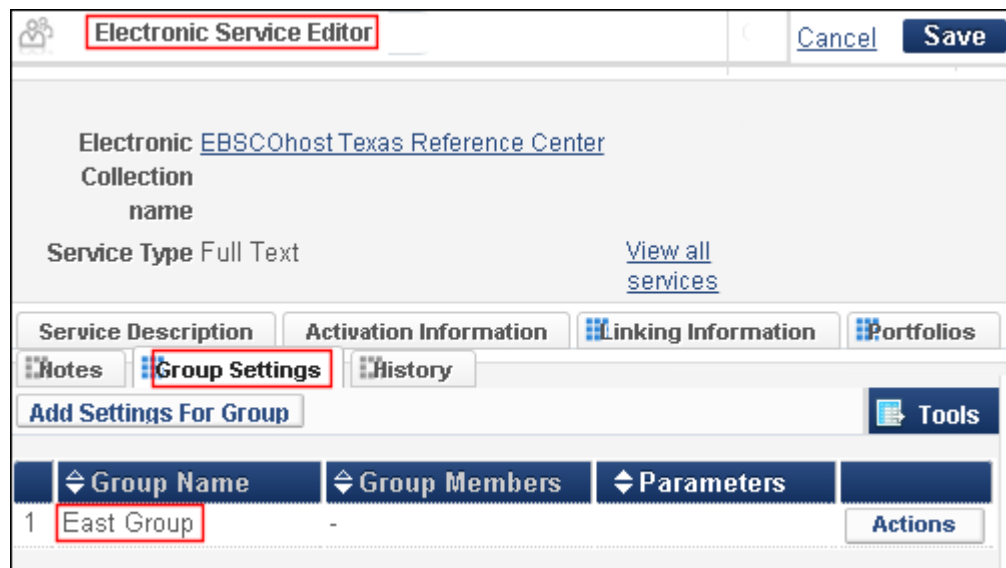 Electronic Service Editor Cancel Save
Electronic EBSCOhost Texas Reference Center
Collection
name
Service Type Full Text View all
services
Service Description Activation Information Linking Information Portfolios
Notes Group Settings History
Add Settings For Group Tools
Group Name Group Members Parameters
1 East Group - Actions